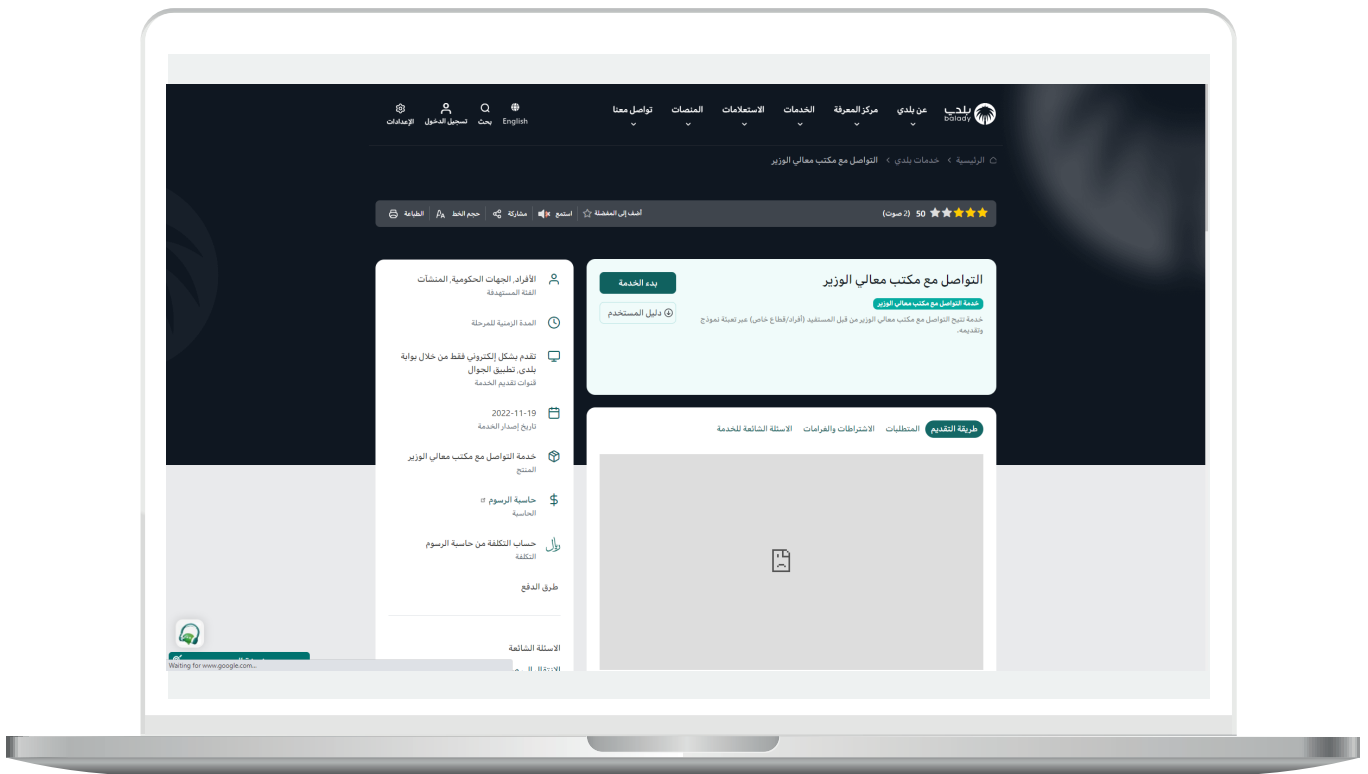 بلدي
balady
عن بلدي
مركز المعرفة
الخدمات
الاستعلامات
المنصات
تواصل معنا
English
بحث
تسجيل الدخول
الإعدادات
الرئيسية > خدمات بلدي > التواصل مع مكتب معالي الوزير
50 (2 صوت)
أضف إلى المفضلة
استمع
مشاركة
حجم الخط
الطباعة
التواصل مع مكتب معالي الوزير
خدمة التواصل مع مكتب معالي الوزير
خدمة تتيح التواصل مع مكتب معالي الوزير من قبل المستفيد (أفراد/قطاع خاص) عبر تعبئة نموذج
وتقديمه.
بدء الخدمة
دليل المستخدم
طريقة التقديم
المتطلبات
الاشتراطات والغرامات
الاسئلة الشائعة للخدمة
الأفراد, الجهات الحكومية, المنشآت
الفئة المستهدفة
المدة الزمنية للمرحلة
تقدم بشكل إلكتروني فقط من خلال بوابة
بلدي, تطبيق الجوال
قنوات تقديم الخدمة
2022-11-19
تاريخ إصدار الخدمة
خدمة التواصل مع مكتب معالي الوزير
المنتج
حاسبة الرسوم
الحاسبة
حساب التكلفة من حاسبة الرسوم
التكلفة
طرق الدفع
الاسئلة الشائعة
Waiting for www.google.com...